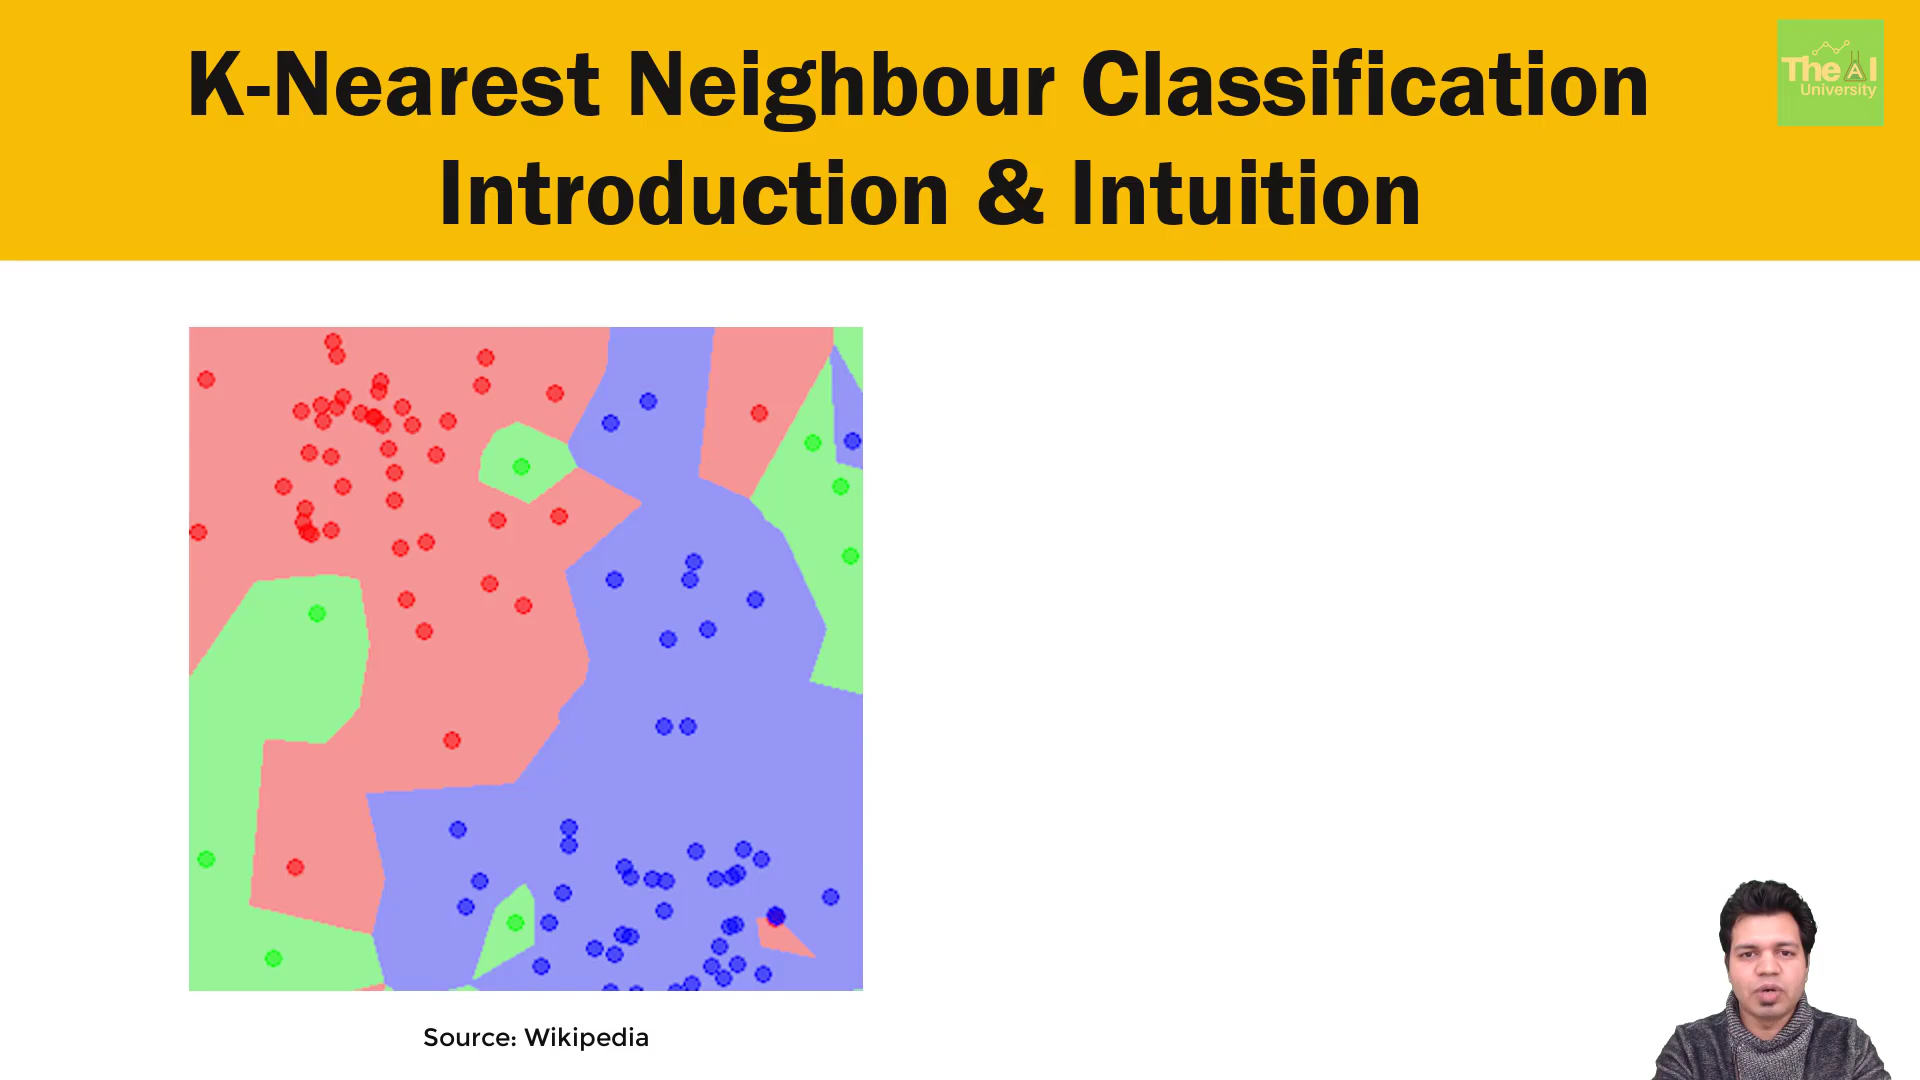 K-Nearest Neighbour Classification
Introduction & Intuition
The AI
University
Source: Wikipedia